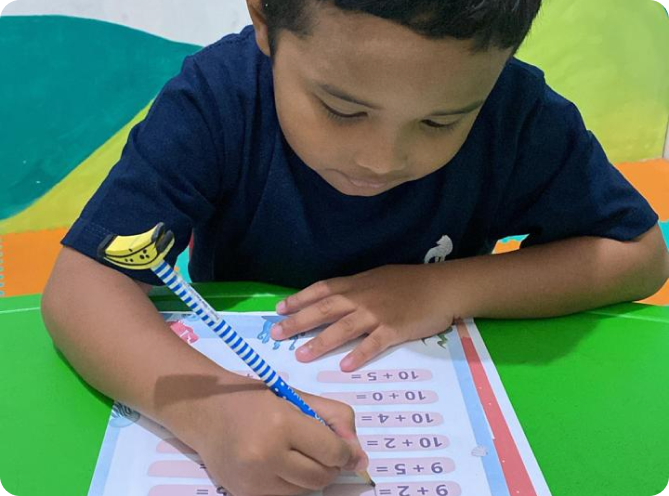 9 + 2 =
9 + 5 =
10 + 2 =
10 + 4 =
10 + 0 =
10 + 5 =